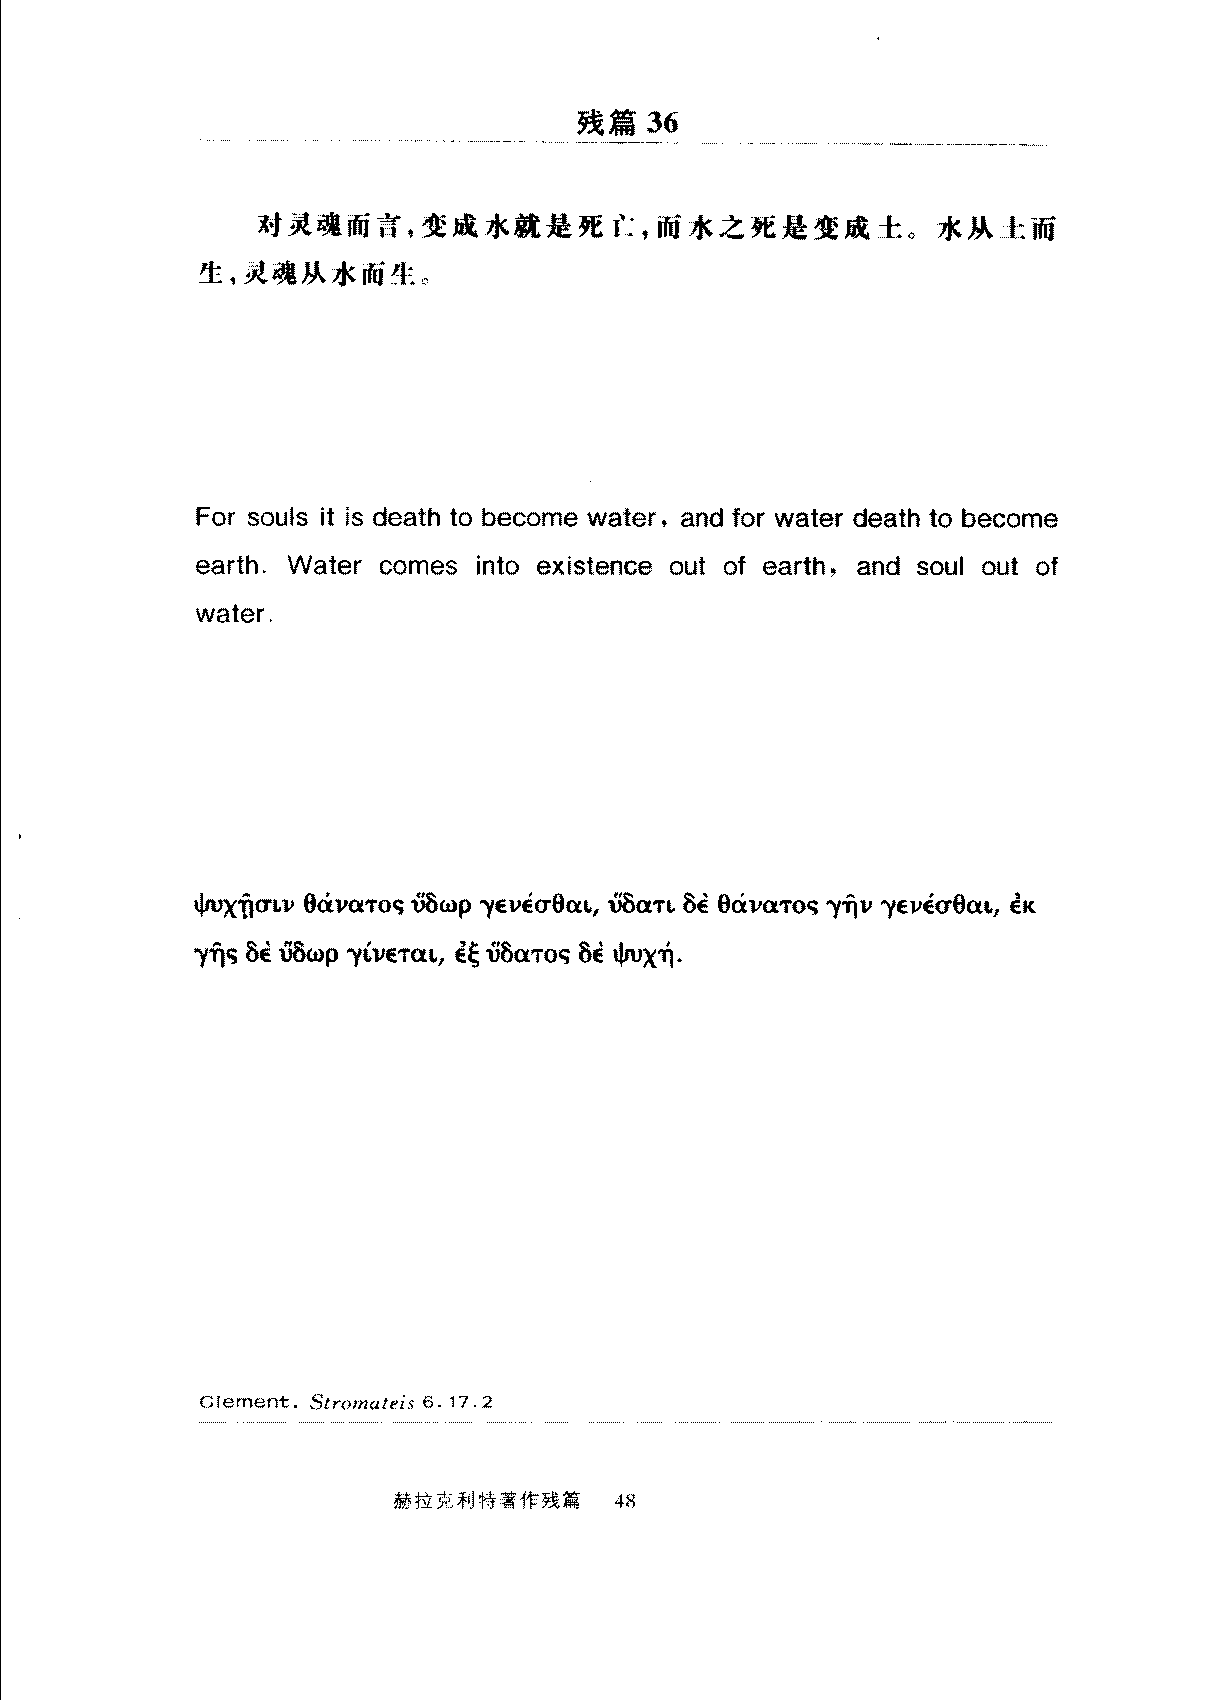 残篇 36
对灵魂而言,变成水就是死亡,而水之死是变成土。水从土而
生,灵魂从水而生。
For souls it is death to become water, and for water death to become
earth. Water comes into existence out of earth, and soul out of
water.
ψυχῇσιν θάνατος ὕδωρ γενέσθαι, ὕδατι δέ θάνατος γῆν γενέσθαι, ἐκ
γῆς δέ ὕδωρ γίνεται, ἐξ ὕδατος δέ ψυχή.
Clement. Stromateis 6.17.2
赫拉克利特著作残篇 48